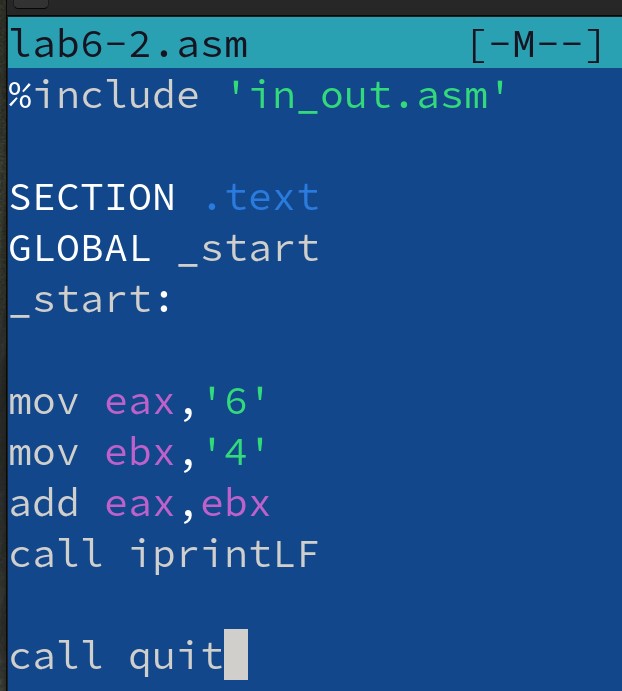 lab6-2.asm [-M--]
%include 'in_out.asm'
SECTION .text
GLOBAL _start
_start:
mov eax,'6'
mov ebx,'4'
add eax,ebx
call iprintLF
call quit